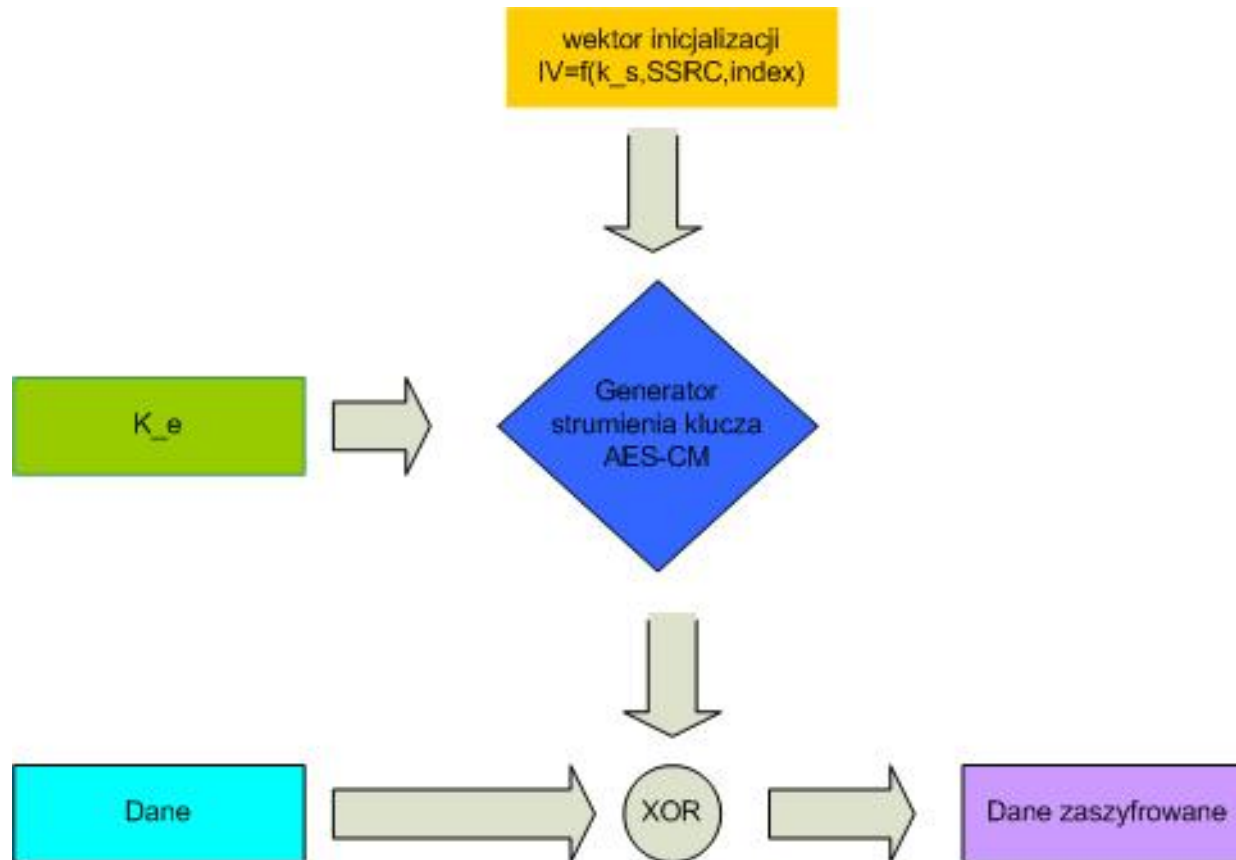 wektor inicjalizacji
IV=f(k_s,SSRC,index)
K_e
Generator
strumienia klucza
AES-CM
Dane
XOR
Dane zaszyfrowane